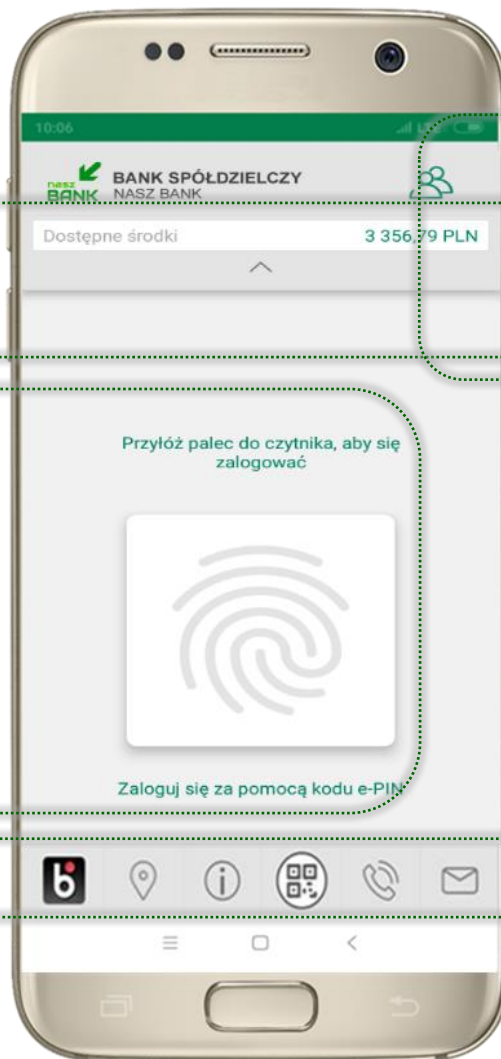 10:06
LTE
nasz BANK
BANK SPÓŁDZIELCZY
NASZ BANK
Dostępne środki 3 356,79 PLN
Przyłóż palec do czytnika, aby się
zalogować
Zaloguj się za pomocą kodu e-PIN
b
i